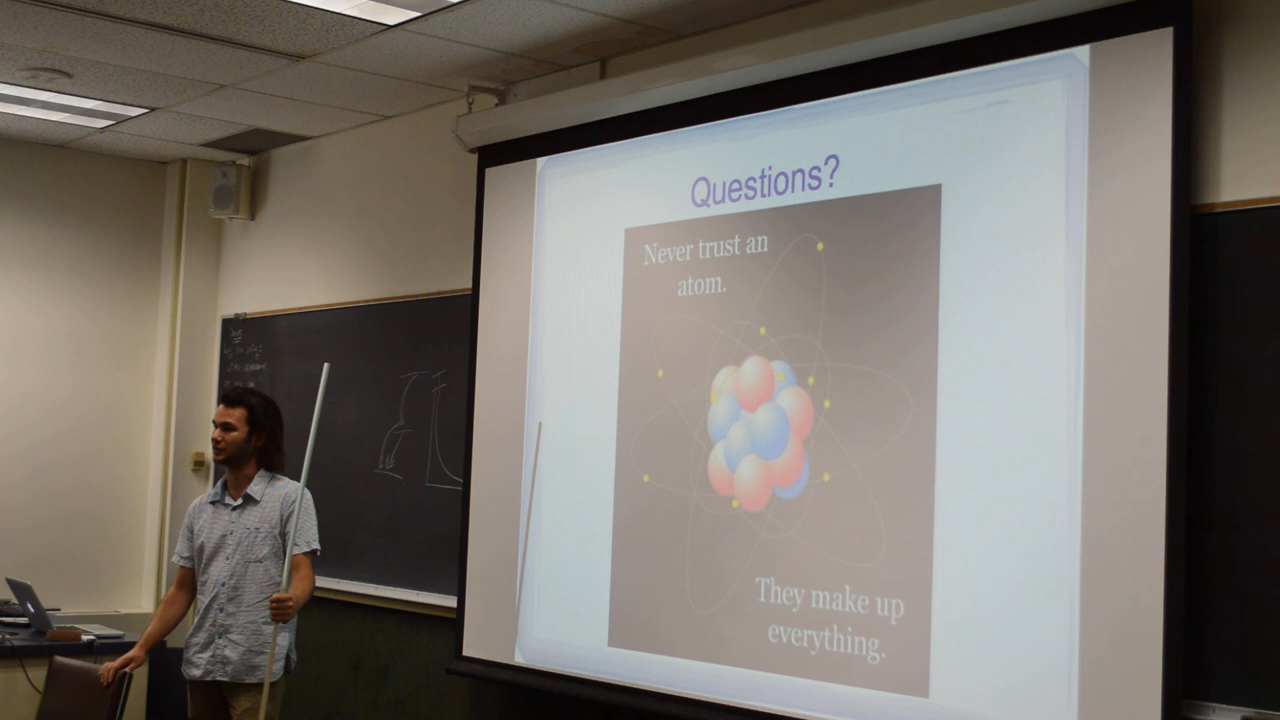 Questions?
Never trust an
atom.
They make up
everything.